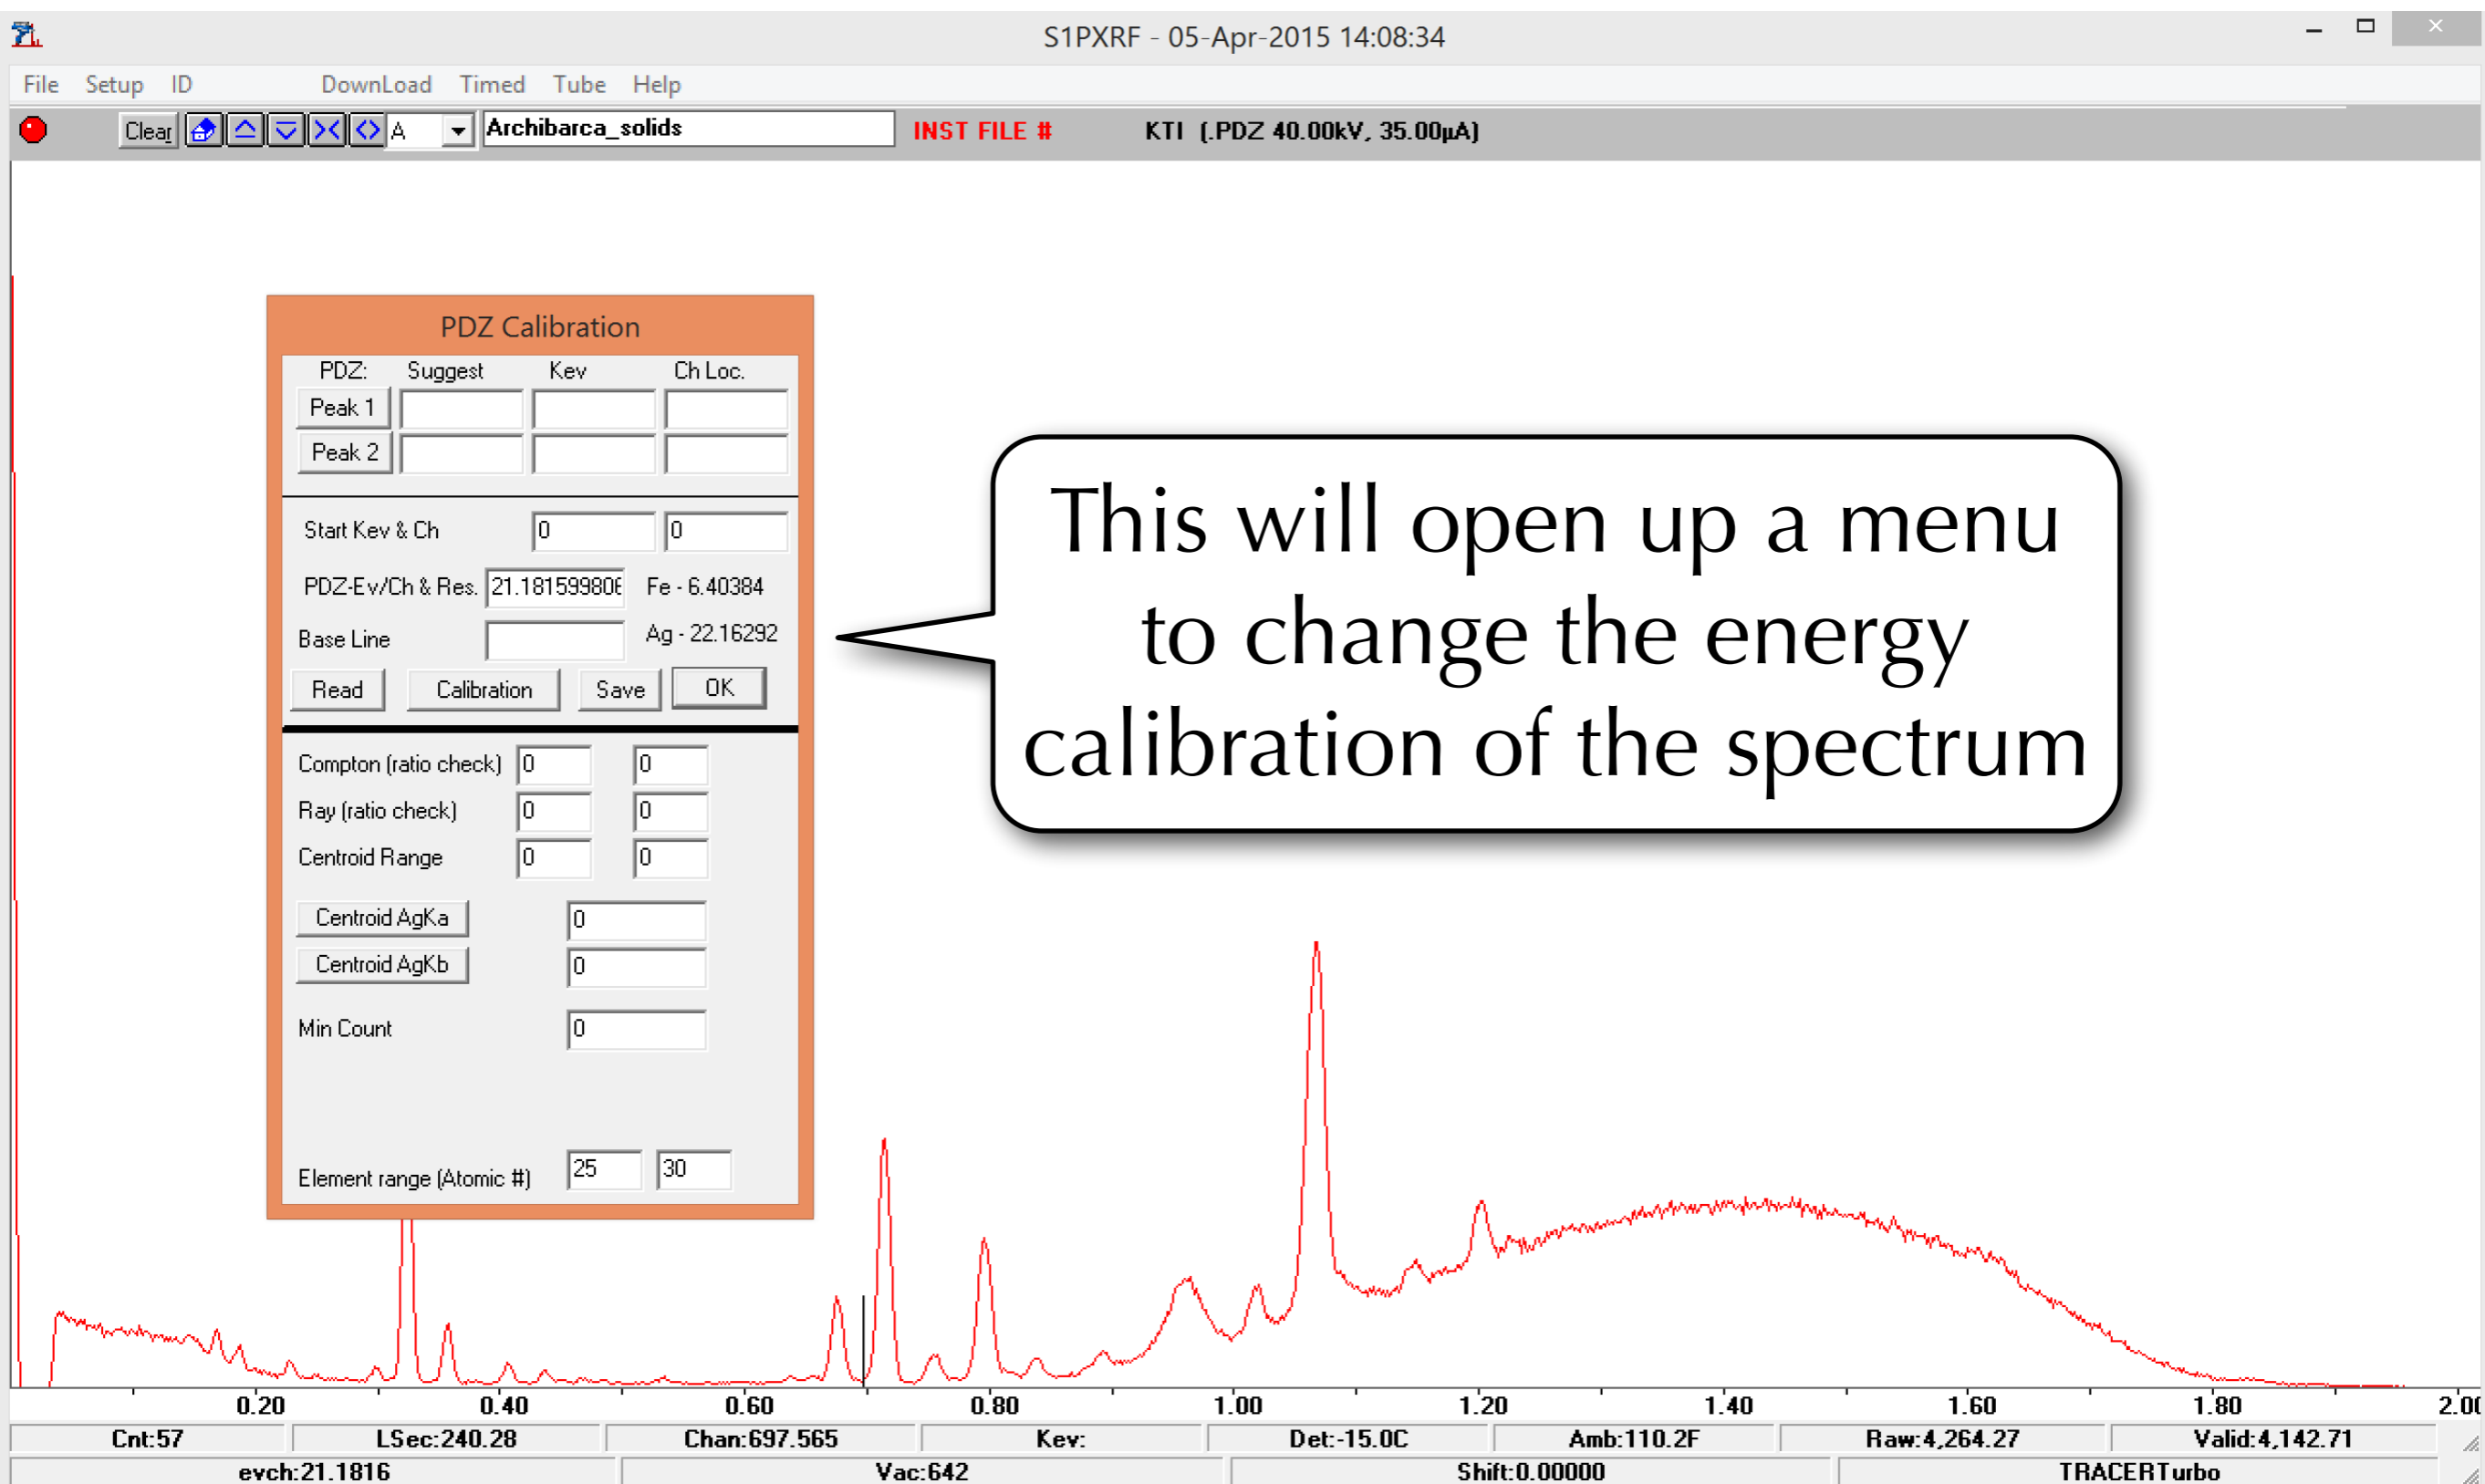 S1PXRF - 05-Apr-2015 14:08:34
File Setup ID DownLoad Timed Tube Help
Clear A Archibarca_solids INST FILE # KTI (.PDZ 40.00kV, 35.00µA)
PDZ Calibration
PDZ: Suggest Kev Ch Loc.
Peak 1
Peak 2
Start Kev & Ch 0 0
PDZ-Ev/Ch & Res. 21.181599806 Fe - 6.40384
Base Line Ag - 22.16292
Read Calibration Save OK
Compton (ratio check) 0 0
Ray (ratio check) 0 0
Centroid Range 0 0
Centroid AgKa 0
Centroid AgKb 0
Min Count 0
Element range (Atomic #) 25 30
This will open up a menu
to change the energy
calibration of the spectrum
0.20 0.40 0.60 0.80 1.00 1.20 1.40 1.60 1.80 2.00
Cnt:57 LSec:240.28 Chan:697.565 Kev: Det:-15.0C Amb:110.2F Raw:4,264.27 Valid:4,142.71
evch:21.1816 Vac:642 Shift:0.00000 TRACERTurbo